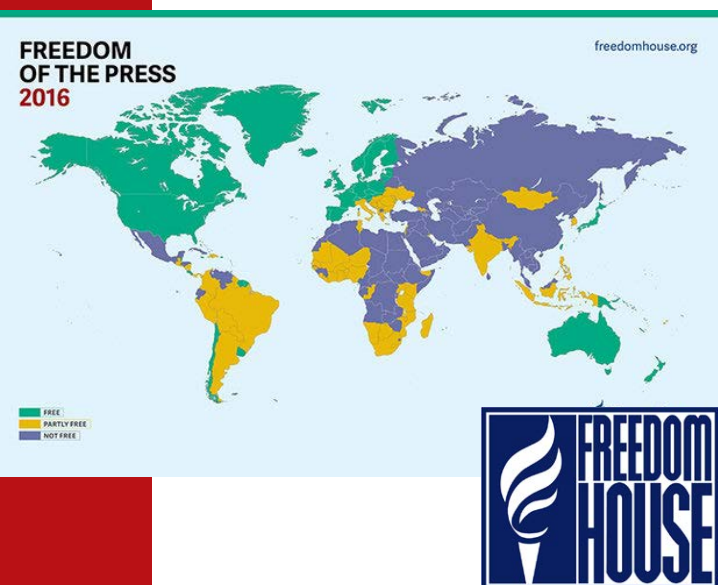 FREEDOM
OF THE PRESS
2016
freedomhouse.org
FREE
PARTLY FREE
NOT FREE
FREEDOM
HOUSE